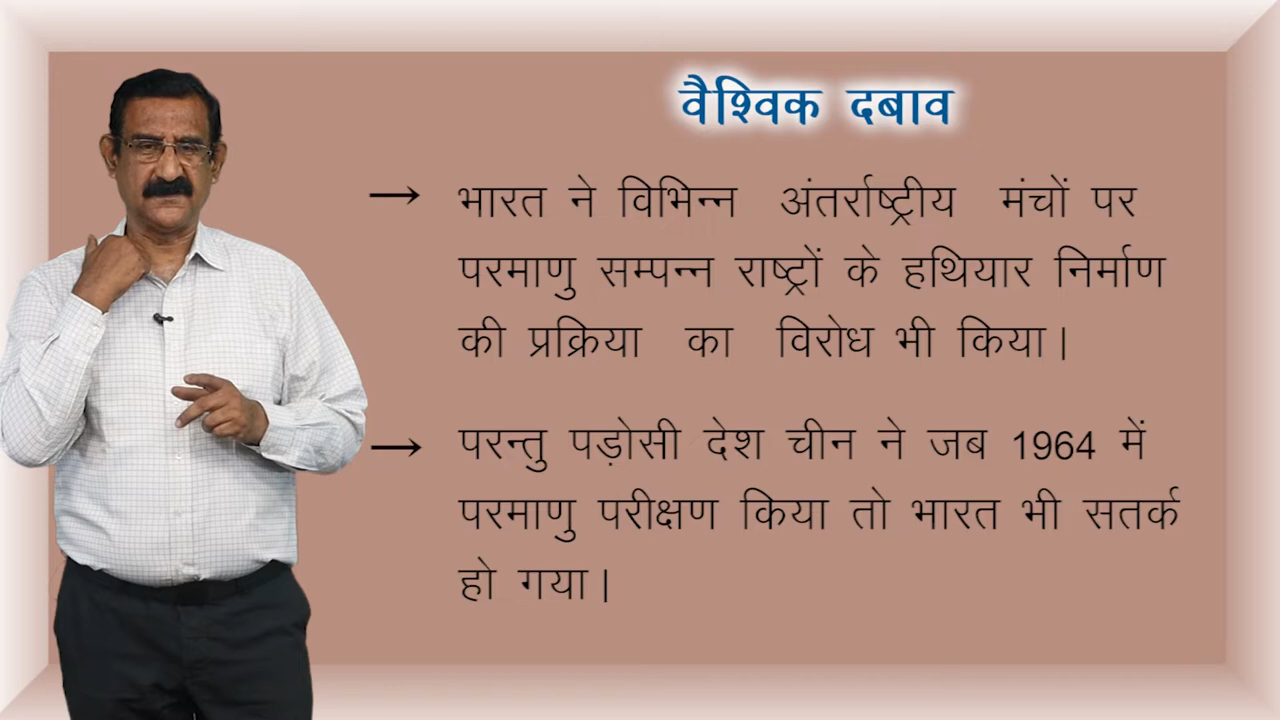 वैश्विक दबाव
→ भारत ने विभिन्न अंतर्राष्ट्रीय मंचों पर
परमाणु सम्पन्न राष्ट्रों के हथियार निर्माण
की प्रक्रिया का विरोध भी किया।
→ परन्तु पड़ोसी देश चीन ने जब 1964 में
परमाणु परीक्षण किया तो भारत भी सतर्क
हो गया।